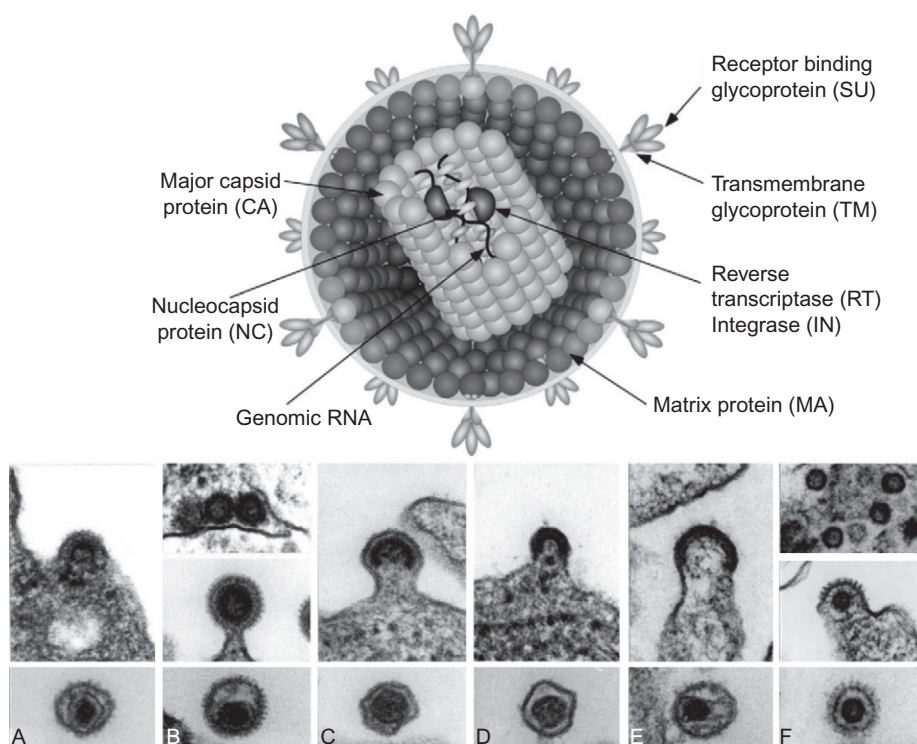 Receptor binding
glycoprotein (SU)
Major capsid
protein (CA)
Transmembrane
glycoprotein (TM)
Nucleocapsid
protein (NC)
Reverse
transcriptase (RT)
Integrase (IN)
Genomic RNA
Matrix protein (MA)
A
B
C
D
E
F